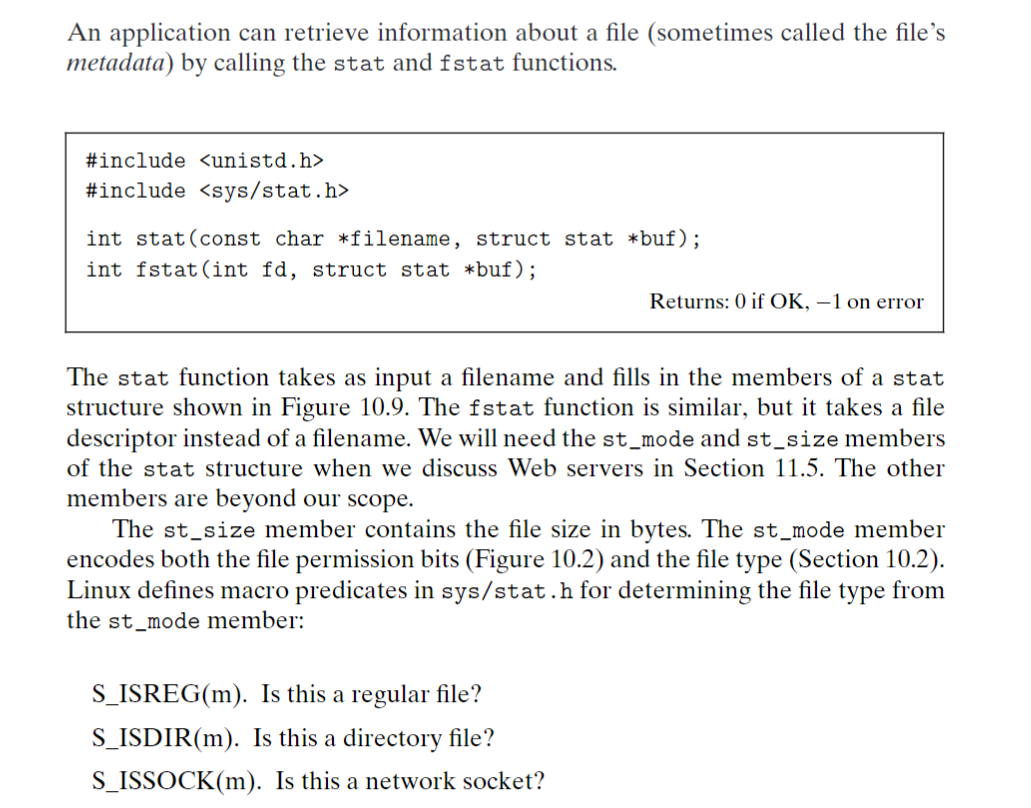 An application can retrieve information about a file (sometimes called the file’s
metadata) by calling the stat and fstat functions.
#include <unistd.h>
#include <sys/stat.h>
int stat(const char *filename, struct stat *buf);
int fstat(int fd, struct stat *buf);
Returns: 0 if OK, −1 on error
The stat function takes as input a filename and fills in the members of a stat
structure shown in Figure 10.9. The fstat function is similar, but it takes a file
descriptor instead of a filename. We will need the st_mode and st_size members
of the stat structure when we discuss Web servers in Section 11.5. The other
members are beyond our scope.
The st_size member contains the file size in bytes. The st_mode member
encodes both the file permission bits (Figure 10.2) and the file type (Section 10.2).
Linux defines macro predicates in sys/stat.h for determining the file type from
the st_mode member:
S_ISREG(m). Is this a regular file?
S_ISDIR(m). Is this a directory file?
S_ISSOCK(m). Is this a network socket?